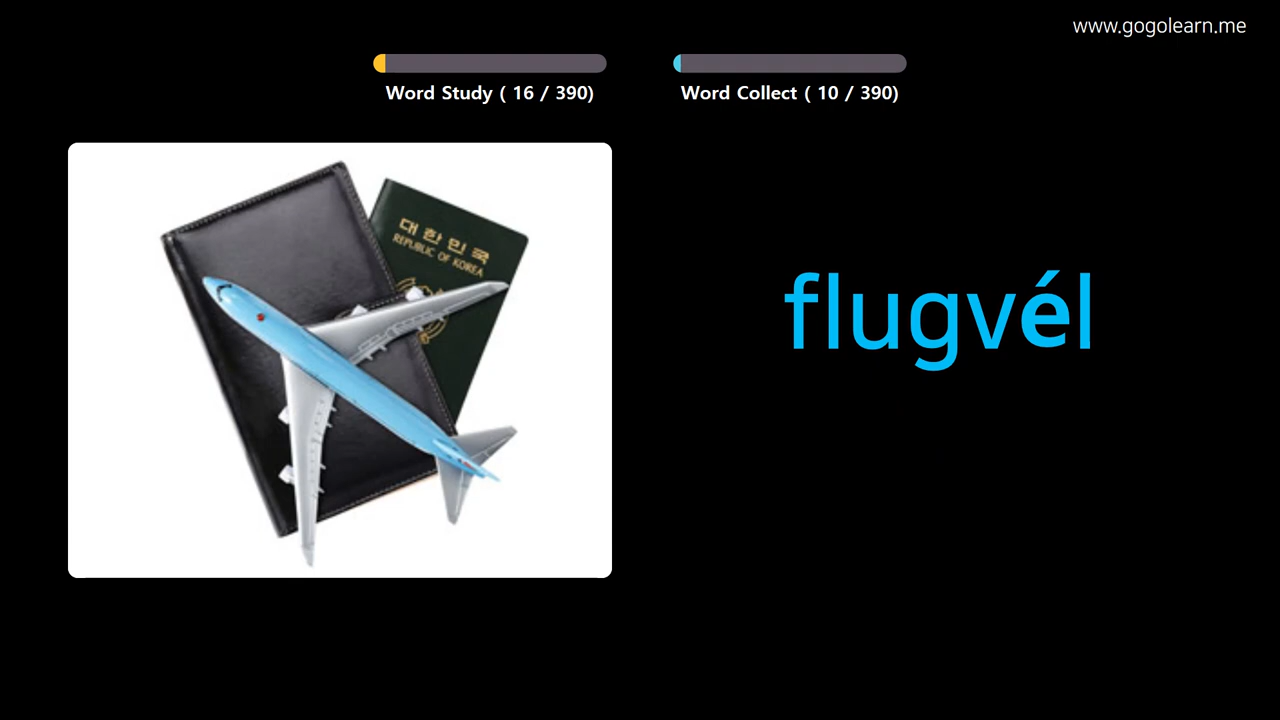 www.gogolearn.me
Word Study ( 16 / 390)
Word Collect ( 10 / 390)
대한민국
REPUBLIC OF KOREA
flugvél